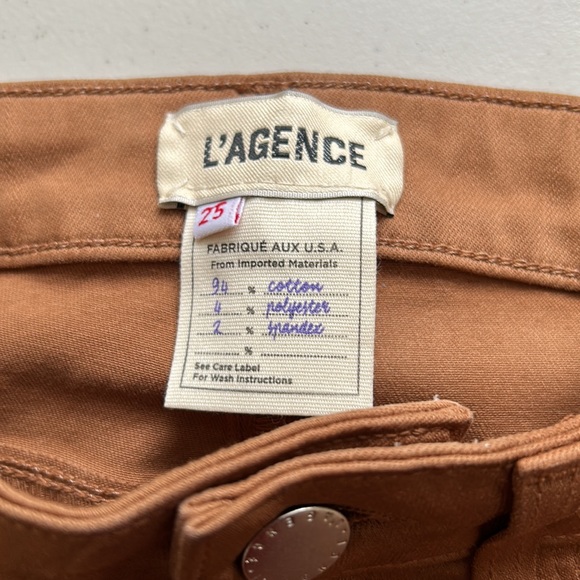 L'AGENCE
25
FABRIQUÉ AUX U.S.A.
From Imported Materials
94 % cotton
4 % polyester
2 % spandex
%
See Care Label
For Wash Instructions